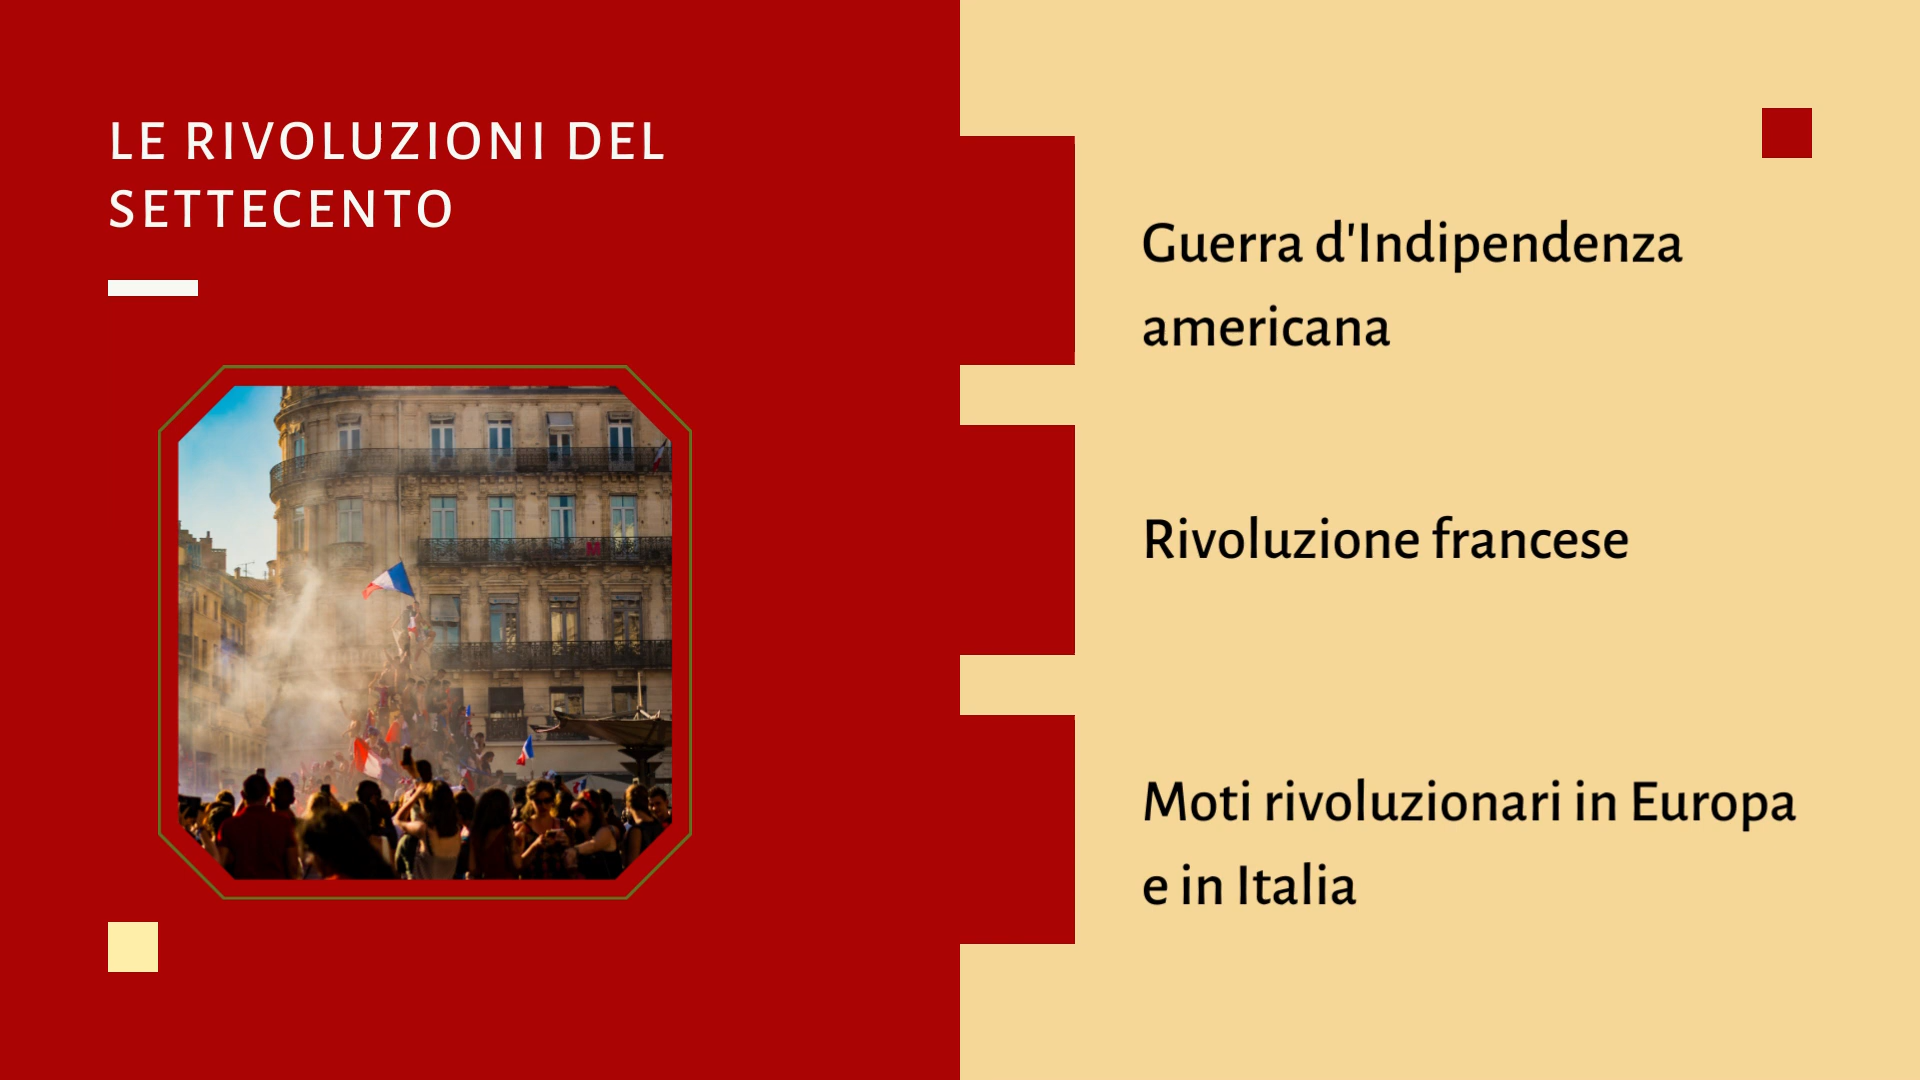 LE RIVOLUZIONI DEL
SETTECENTO
Guerra d'Indipendenza
americana
Rivoluzione francese
Moti rivoluzionari in Europa
e in Italia